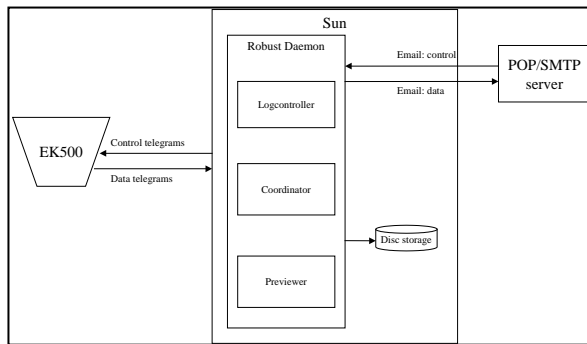 Sun
Robust Daemon
Email: control
POP/SMTP
server
Email: data
Logcontroller
EK500
Control telegrams
Data telegrams
Coordinator
Disc storage
Previewer